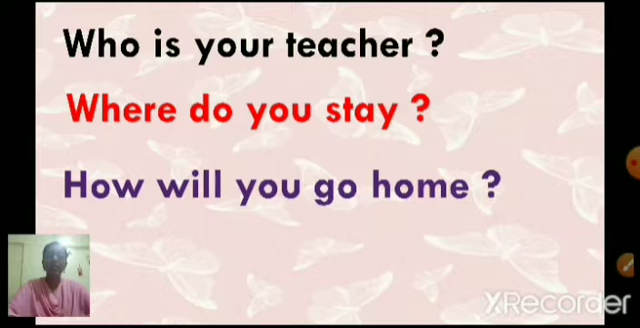 Who is your teacher ?
Where do you stay ?
How will you go home ?
XRecorder